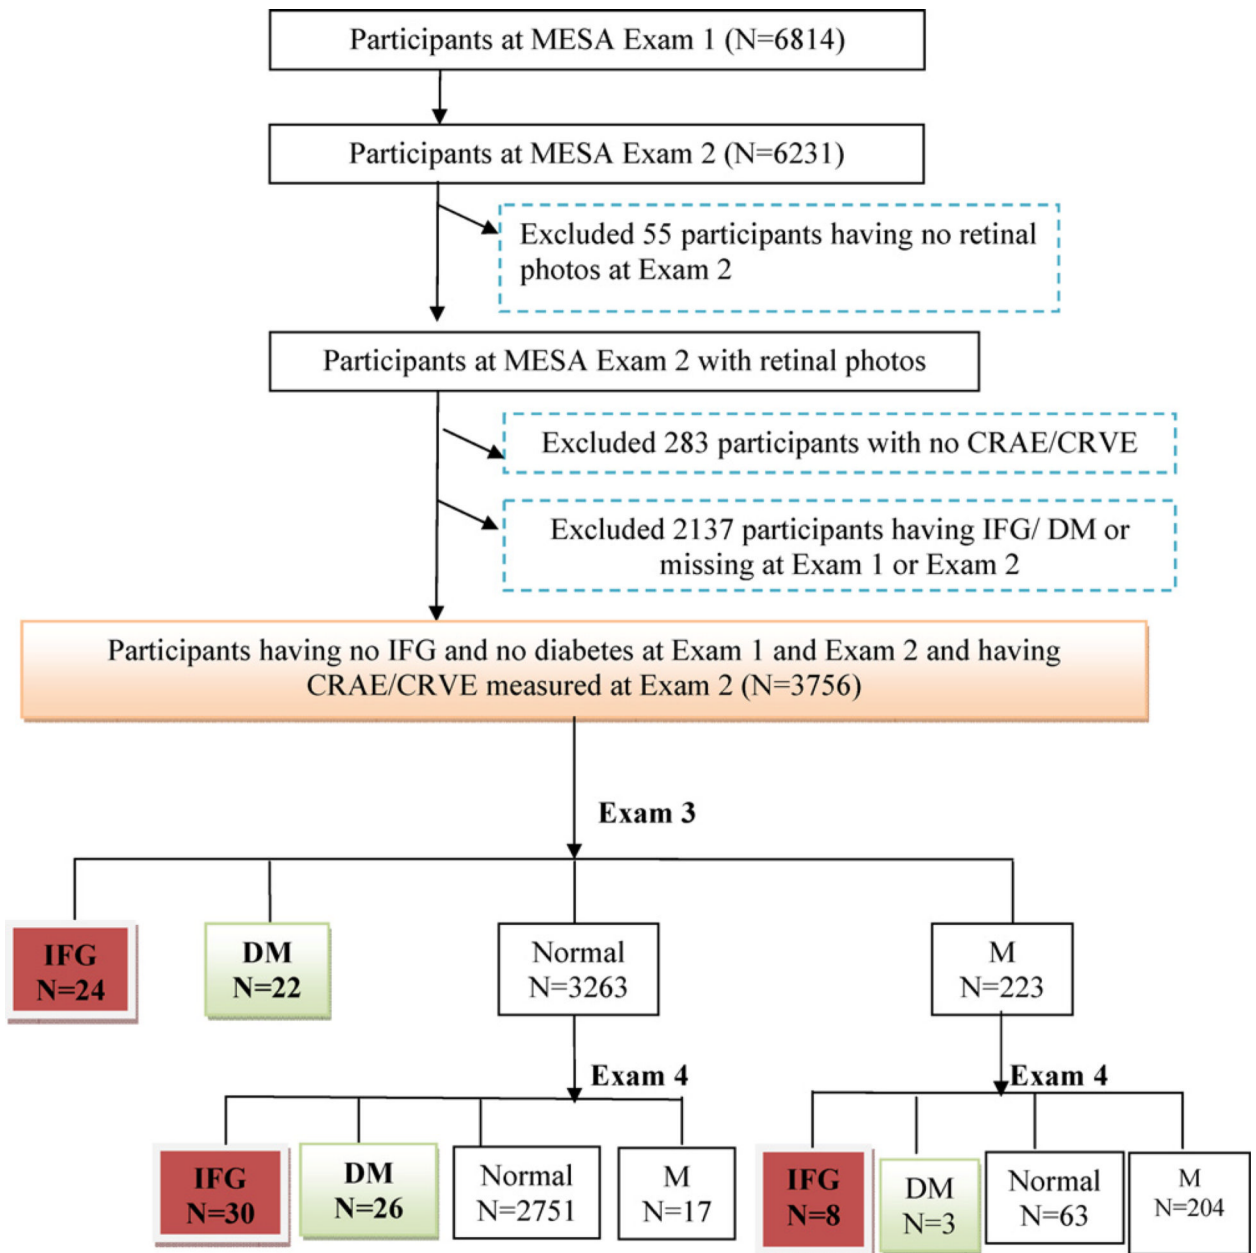 Participants at MESA Exam 1 (N=6814)
Participants at MESA Exam 2 (N=6231)
Excluded 55 participants having no retinal
photos at Exam 2
Participants at MESA Exam 2 with retinal photos
Excluded 283 participants with no CRAE/CRVE
Excluded 2137 participants having IFG/ DM or
missing at Exam 1 or Exam 2
Participants having no IFG and no diabetes at Exam 1 and Exam 2 and having
CRAE/CRVE measured at Exam 2 (N=3756)
Exam 3
IFG
N=24
DM
N=22
Normal
N=3263
M
N=223
Exam 4
Exam 4
IFG
N=30
DM
N=26
Normal
N=2751
M
N=17
IFG
N=8
DM
N=3
Normal
N=63
M
N=204